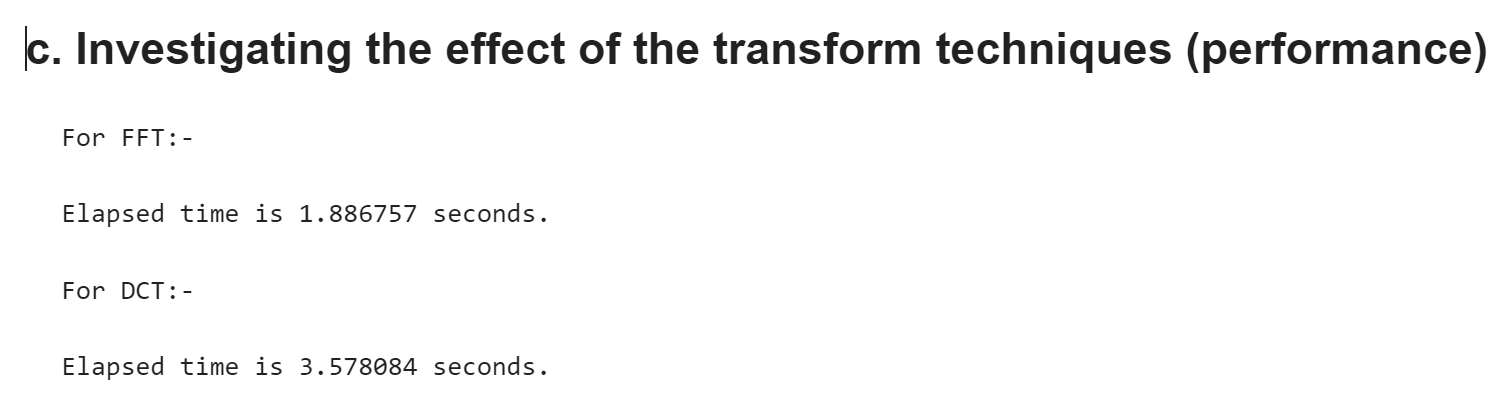 c. Investigating the effect of the transform techniques (performance)
For FFT:-
Elapsed time is 1.886757 seconds.
For DCT:-
Elapsed time is 3.578084 seconds.